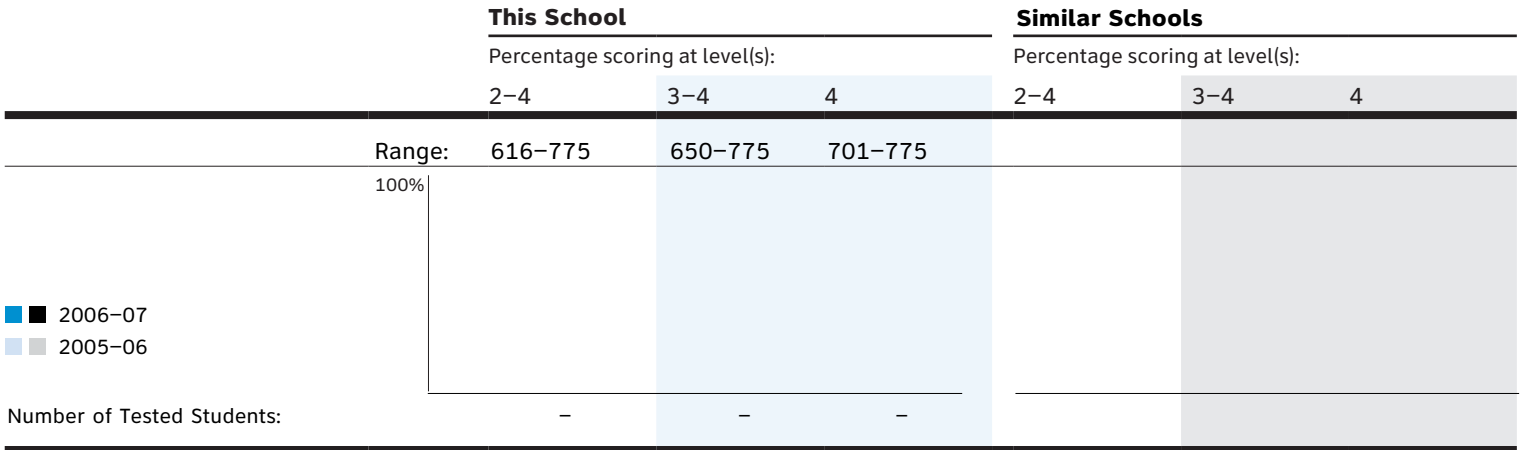 This School Similar Schools
Percentage scoring at level(s): Percentage scoring at level(s):
2–4 3–4 4 2–4 3–4 4
Range: 616–775 650–775 701–775
100%
2006–07
2005–06
Number of Tested Students: – – –